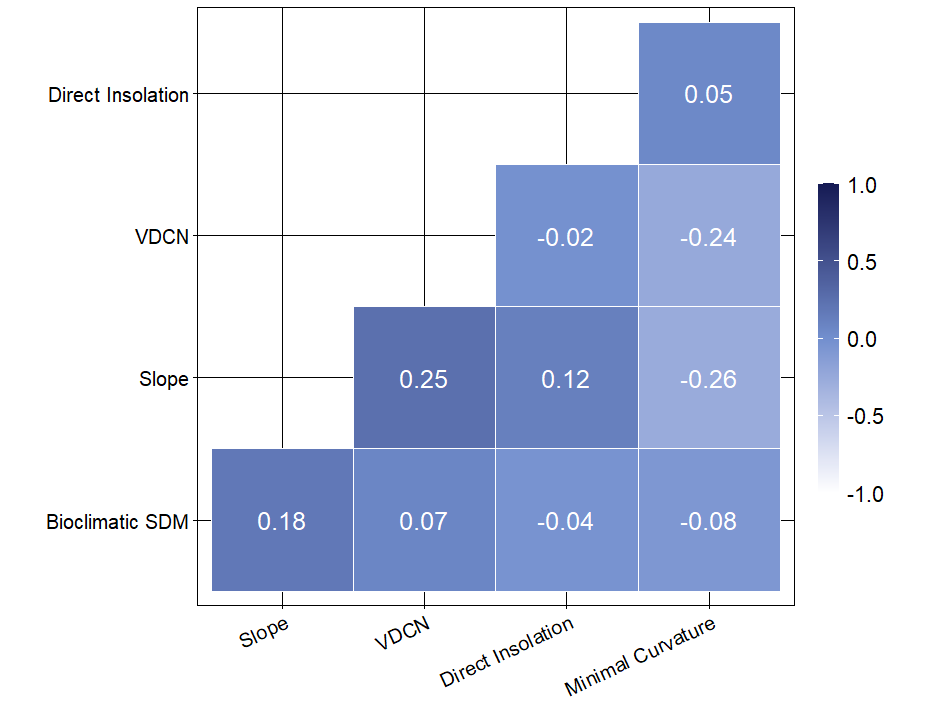 Direct Insolation
0.05
VDCN
-0.02 -0.24
Slope
0.25 0.12 -0.26
Bioclimatic SDM
0.18 0.07 -0.04 -0.08
Slope
VDCN
Direct Insolation
Minimal Curvature
1.0
0.5
0.0
-0.5
-1.0